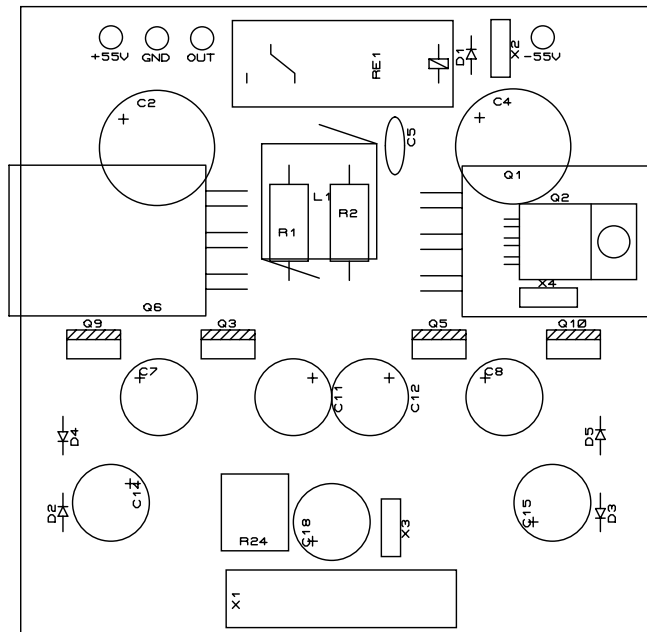 +55V GND OUT
RE1
D1
X2
-55V
C2
C4
C5
Q1
Q2
L1
R1
R2
X4
Q6
Q9
Q3
Q5
Q10
C7
C11
C12
C8
D4
D5
C14
D2
C15
D3
R24
C18
X3
X1